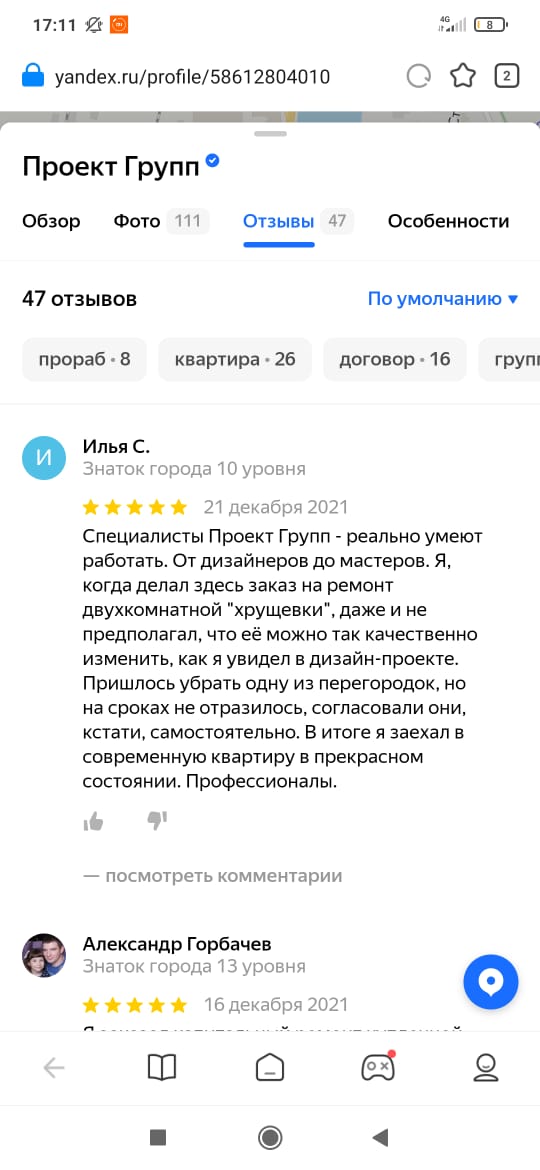 17:11
4G
8
yandex.ru/profile/58612804010
2
Проект Групп
Обзор Фото 111 Отзывы 47 Особенности
47 отзывов
По умолчанию
прораб • 8
квартира • 26
договор • 16
И
Илья С.
Знаток города 10 уровня
21 декабря 2021
Специалисты Проект Групп - реально умеют
работать. От дизайнеров до мастеров. Я,
когда делал здесь заказ на ремонт
двухкомнатной "хрущевки", даже и не
предполагал, что её можно так качественно
изменить, как я увидел в дизайн-проекте.
Пришлось убрать одну из перегородок, но
на сроках не отразилось, согласовали они,
кстати, самостоятельно. В итоге я заехал в
современную квартиру в прекрасном
состоянии. Профессионалы.
— посмотреть комментарии
Александр Горбачев
Знаток города 13 уровня
16 декабря 2021